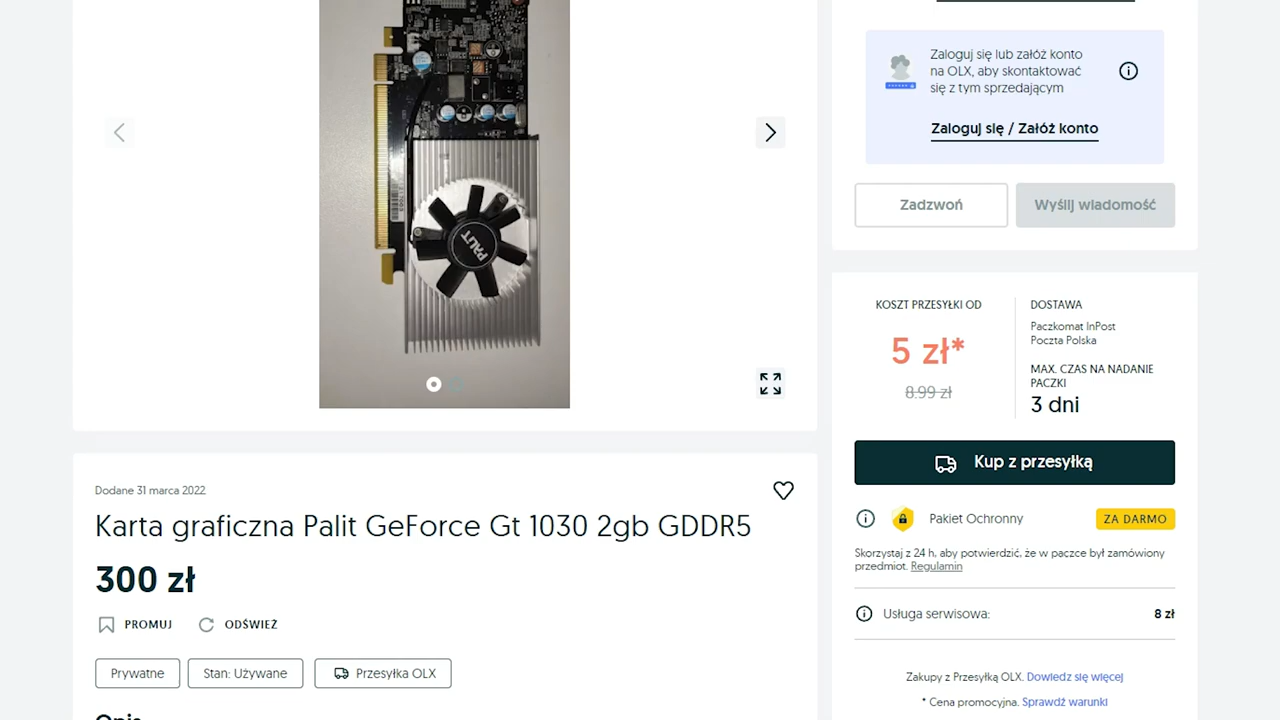 PALIT
Dodane 31 marca 2022
Karta graficzna Palit GeForce Gt 1030 2gb GDDR5
300 zł
PROMUJ
ODŚWIEŻ
Prywatne
Stan: Używane
Przesyłka OLX
Opis
Zaloguj się lub załóż konto
na OLX, aby skontaktować
się z tym sprzedającym
Zaloguj się / Załóż konto
Zadzwoń
Wyślij wiadomość
KOSZT PRZESYŁKI OD
5 zł*
8.99 zł
DOSTAWA
Paczkomat InPost
Poczta Polska
MAX. CZAS NA NADANIE
PACZKI
3 dni
Kup z przesyłką
Pakiet Ochronny
ZA DARMO
Skorzystaj z 24 h, aby potwierdzić, że w paczce był zamówiony
przedmiot. Regulamin
Usługa serwisowa:
8 zł
Zakupy z Przesyłką OLX. Dowiedz się więcej
* Cena promocyjna. Sprawdź warunki